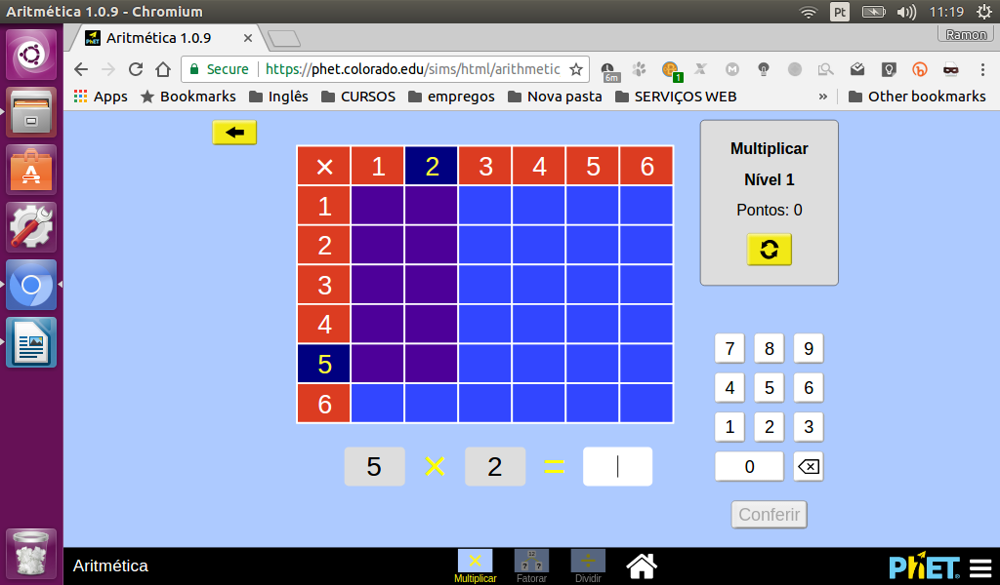 Aritmética 1.0.9 - Chromium
Pt 11:19
Aritmética 1.0.9
Ramon
Secure https://phet.colorado.edu/sims/html/arithmetic
6m 1
Apps Bookmarks Inglês CURSOS empregos Nova pasta SERVIÇOS WEB » Other bookmarks
× 1 2 3 4 5 6
1
2
3
4
5
6
Multiplicar
Nível 1
Pontos: 0
7 8 9
4 5 6
1 2 3
0
Conferir
5 × 2 =
Aritmética
Multiplicar
12 ? ?
Fatorar
÷
Dividir
PhET